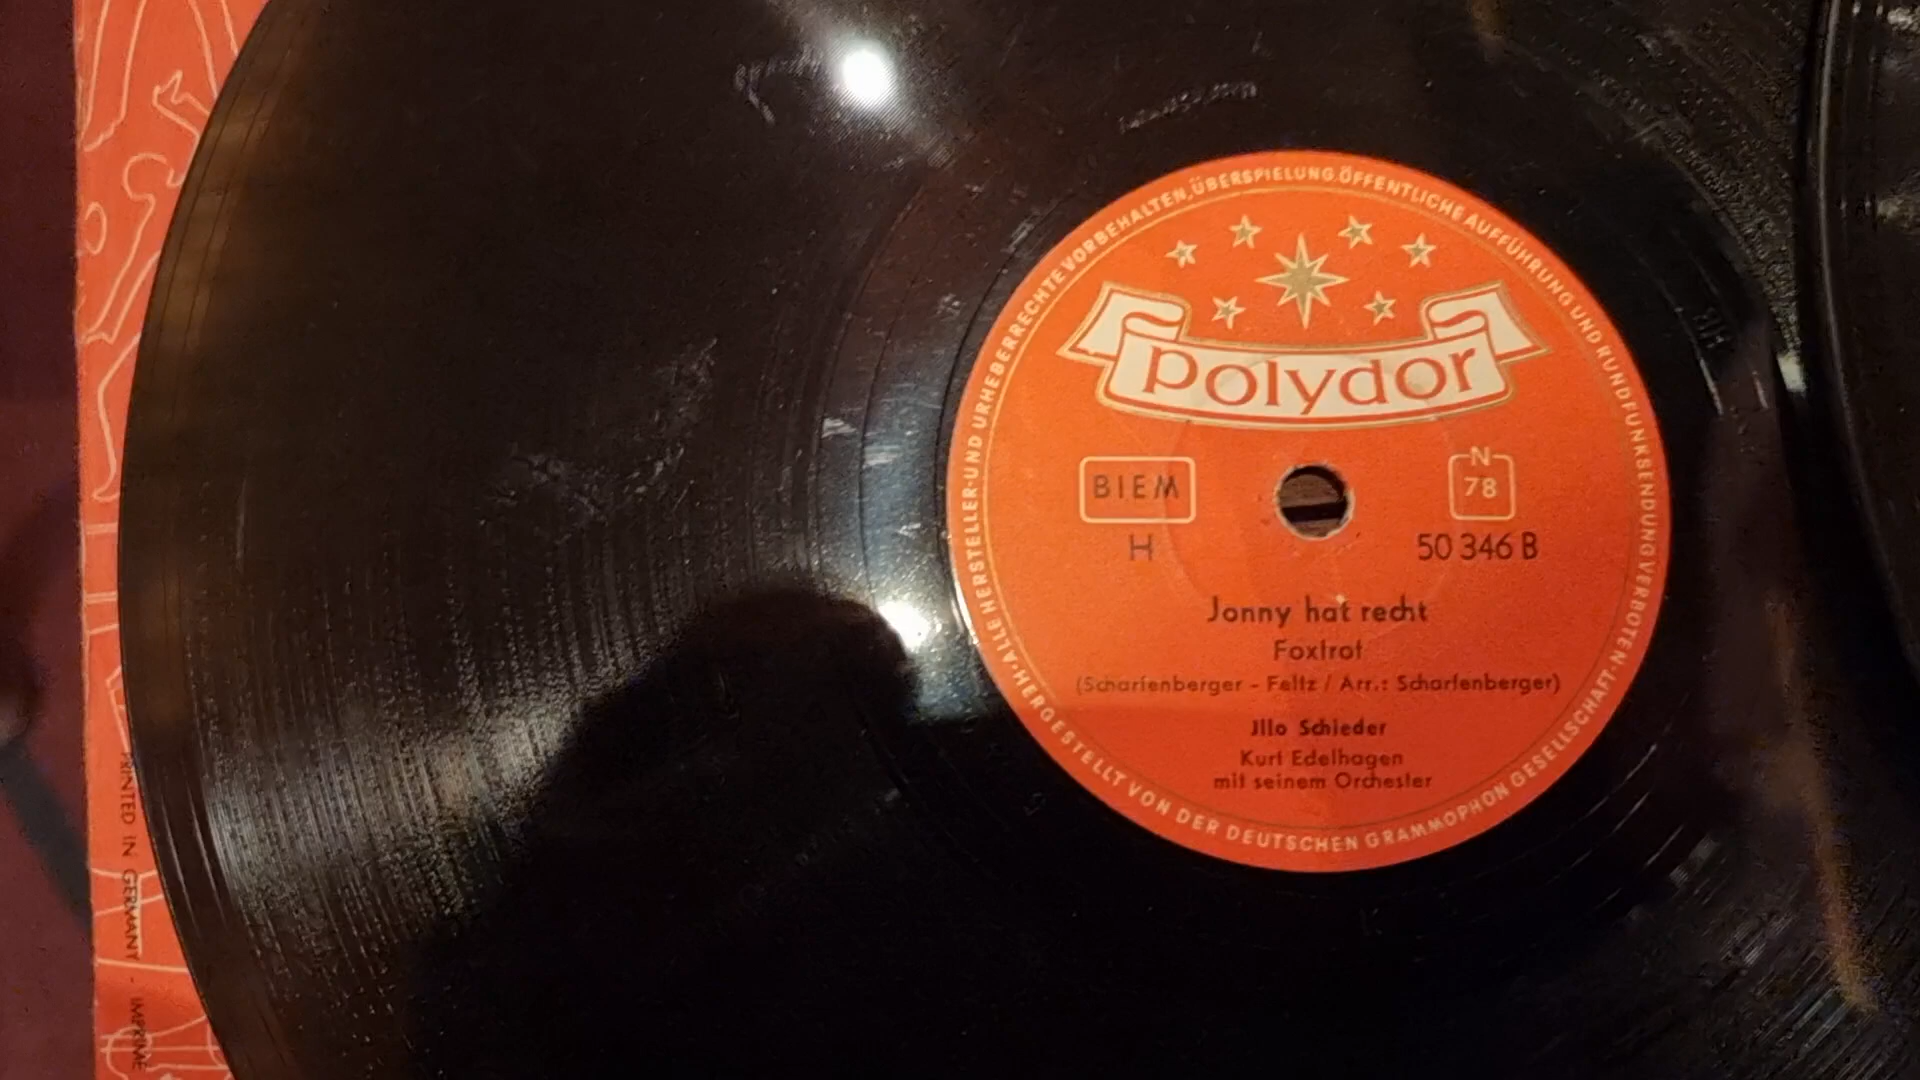 HERGESTELLT VON DER DEUTSCHEN GRAMMOPHON GESELLSCHAFT·ALLE HERSTELLER-UND URHEBERRECHTE VORBEHALTEN, ÜBERSPIELUNG, ÖFFENTLICHE AUFFÜHRUNG UND RUNDFUNKSENDUNG VERBOTEN·
polydor
BIEM
N
78
H
50 346 B
Jonny hat recht
Foxtrot
(Scharfenberger - Feltz / Arr.: Scharfenberger)
Jllo Schieder
Kurt Edelhagen
mit seinem Orchester
PRINTED IN GERMANY - IMPRIMÉ